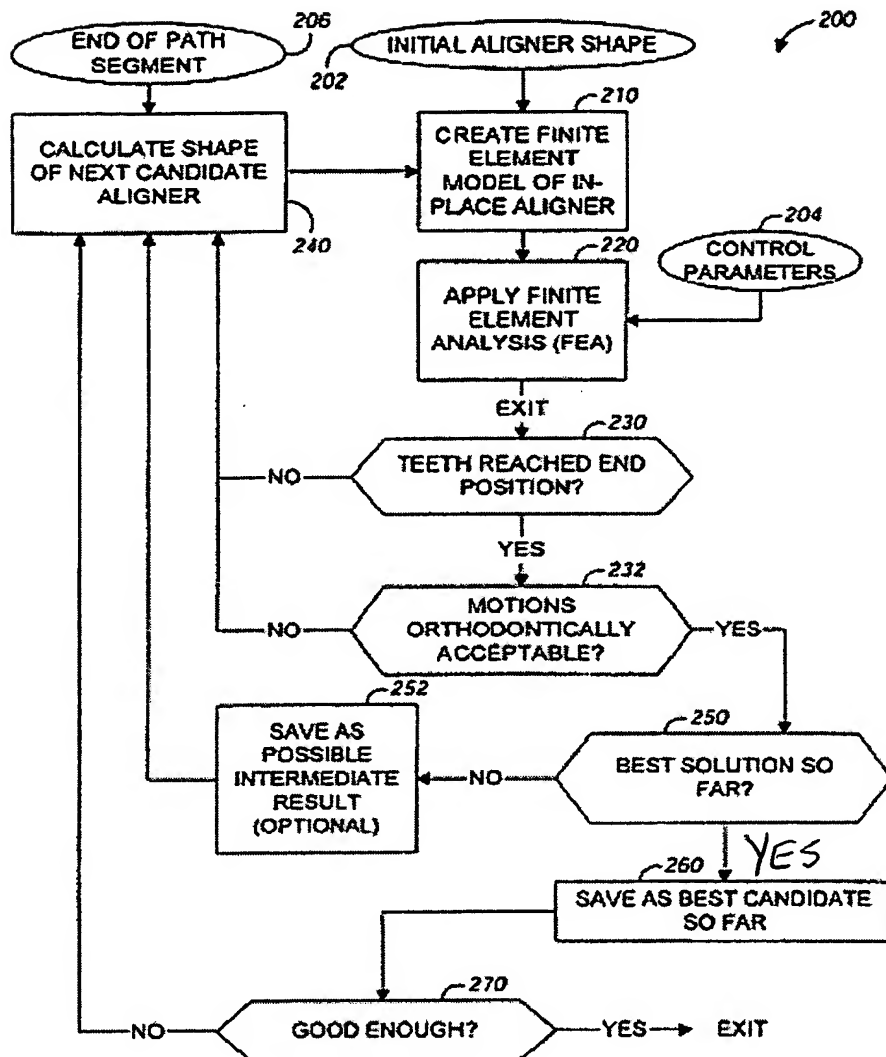 200
END OF PATH
SEGMENT
206
INITIAL ALIGNER SHAPE
202
210
CREATE FINITE
ELEMENT
MODEL OF IN-
PLACE ALIGNER
CALCULATE SHAPE
OF NEXT CANDIDATE
ALIGNER
240
220
204
CONTROL
PARAMETERS
APPLY FINITE
ELEMENT
ANALYSIS (FEA)
EXIT
230
TEETH REACHED END
POSITION?
NO
YES
232
MOTIONS
ORTHODONTICALLY
ACCEPTABLE?
NO
YES
252
SAVE AS
POSSIBLE
INTERMEDIATE
RESULT
(OPTIONAL)
250
BEST SOLUTION SO
FAR?
NO
YES
260
SAVE AS BEST CANDIDATE
SO FAR
270
GOOD ENOUGH?
NO
YES
EXIT